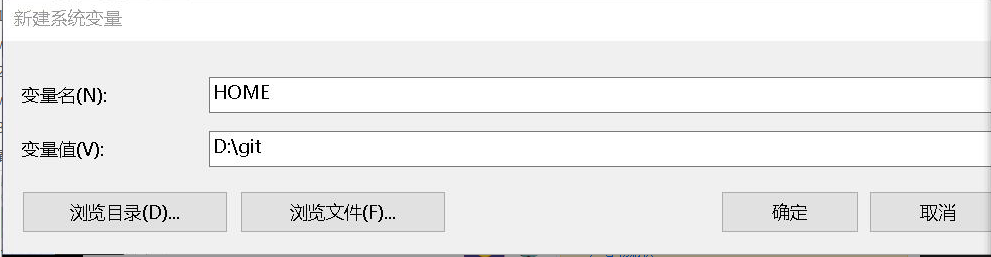 新建系统变量
变量名(N):
HOME
变量值(V):
D:\git
浏览目录(D)...
浏览文件(F)...
确定
取消